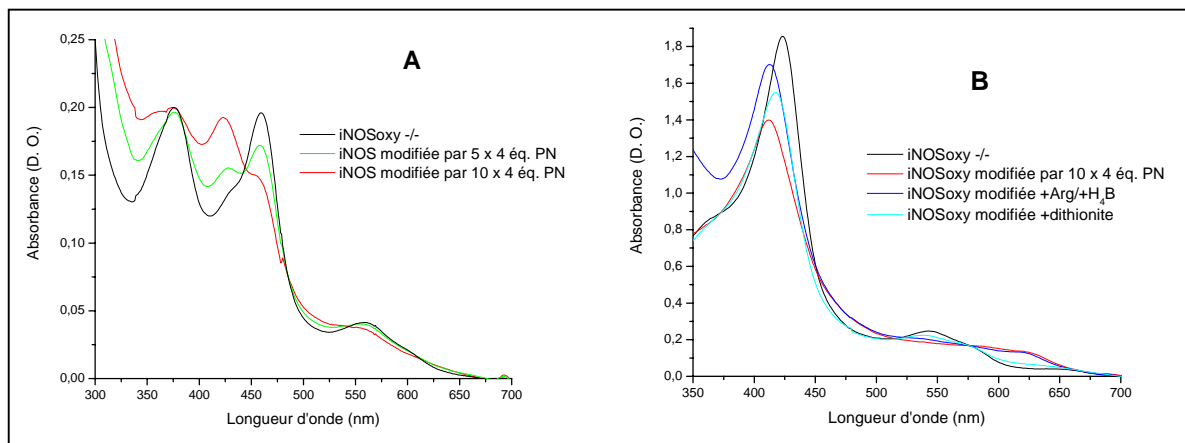 A
0,25
0,20
0,15
0,10
0,05
0,00
Absorbance (D. O.)
300 350 400 450 500 550 600 650 700
Longueur d'onde (nm)
iNOSoxy -/-
iNOS modifiée par 5 x 4 éq. PN
iNOS modifiée par 10 x 4 éq. PN
B
1,8
1,6
1,4
1,2
1,0
0,8
0,6
0,4
0,2
0,0
Absorbance (D. O.)
350 400 450 500 550 600 650 700
Longueur d'onde (nm)
iNOSoxy -/-
iNOSoxy modifiée par 10 x 4 éq. PN
iNOSoxy modifiée +Arg/+H₄B
iNOSoxy modifiée +dithionite